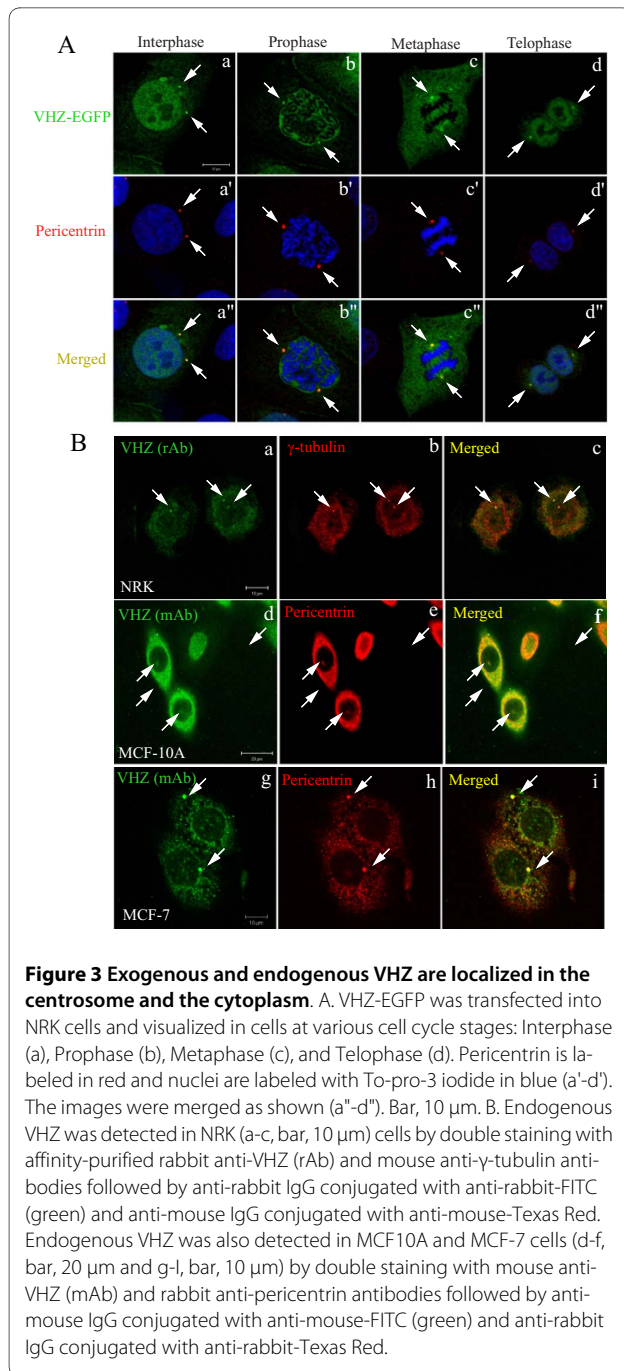 A
Interphase Prophase Metaphase Telophase
VHZ-EGFP a b c d
Pericentrin a' b' c' d'
Merged a" b" c" d"
B
VHZ (rAb) a γ-tubulin b Merged c
NRK
VHZ (mAb) d Pericentrin e Merged f
MCF-10A
VHZ (mAb) g Pericentrin h Merged i
MCF-7
Figure 3 Exogenous and endogenous VHZ are localized in the
centrosome and the cytoplasm. A. VHZ-EGFP was transfected into
NRK cells and visualized in cells at various cell cycle stages: Interphase
(a), Prophase (b), Metaphase (c), and Telophase (d). Pericentrin is la-
beled in red and nuclei are labeled with To-pro-3 iodide in blue (a'-d').
The images were merged as shown (a"-d"). Bar, 10 μm. B. Endogenous
VHZ was detected in NRK (a-c, bar, 10 μm) cells by double staining with
affinity-purified rabbit anti-VHZ (rAb) and mouse anti-γ-tubulin anti-
bodies followed by anti-rabbit IgG conjugated with anti-rabbit-FITC
(green) and anti-mouse IgG conjugated with anti-mouse-Texas Red.
Endogenous VHZ was also detected in MCF10A and MCF-7 cells (d-f,
bar, 20 μm and g-I, bar, 10 μm) by double staining with mouse anti-
VHZ (mAb) and rabbit anti-pericentrin antibodies followed by anti-
mouse IgG conjugated with anti-mouse-FITC (green) and anti-rabbit
IgG conjugated with anti-rabbit-Texas Red.